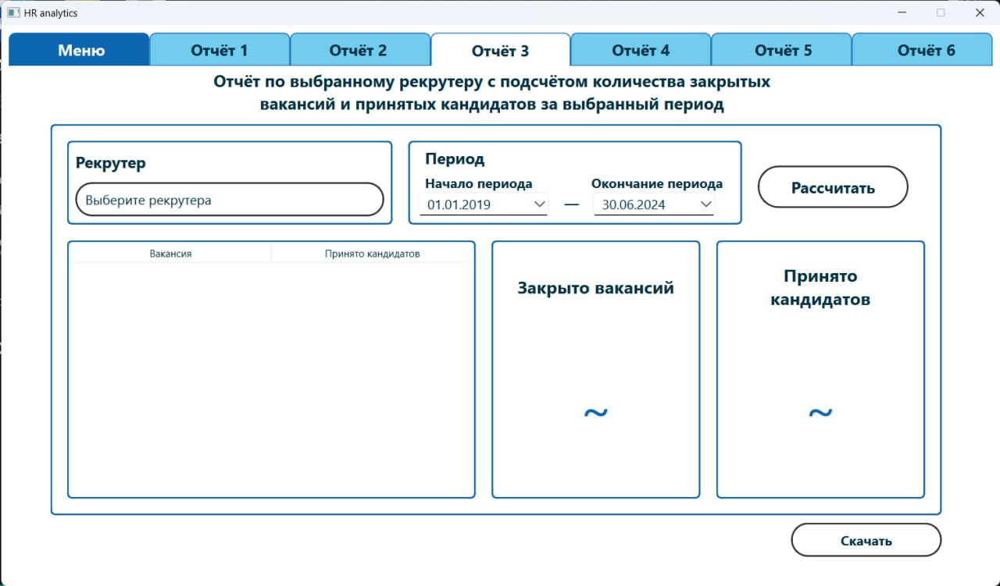 HR analytics
Меню
Отчёт 1
Отчёт 2
Отчёт 3
Отчёт 4
Отчёт 5
Отчёт 6
Отчёт по выбранному рекрутеру с подсчётом количества закрытых
вакансий и принятых кандидатов за выбранный период
Рекрутер
Выберите рекрутера
Период
Начало периода
Окончание периода
01.01.2019 — 30.06.2024
Рассчитать
Вакансия
Принято кандидатов
Закрыто вакансий
~
Принято
кандидатов
~
Скачать